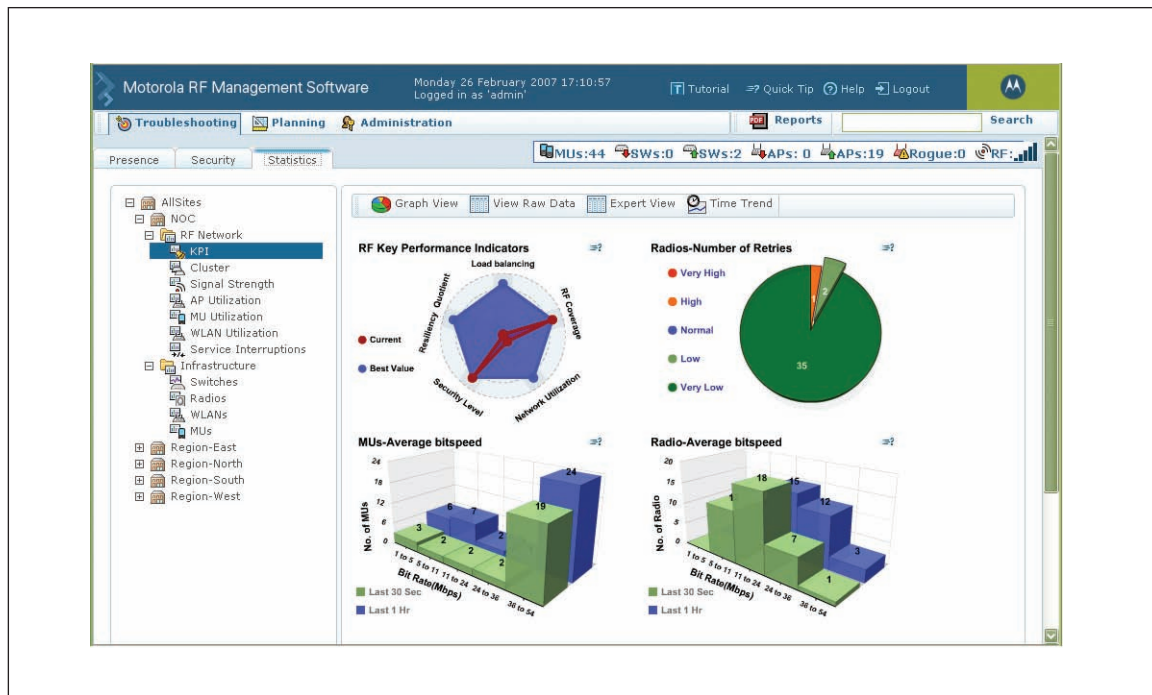 Motorola RF Management Software
Monday 26 February 2007 17:10:57
Logged in as 'admin'
Tutorial
Quick Tip
Help
Logout
Troubleshooting
Planning
Administration
PDF
Reports
Search
Presence
Security
Statistics
MUs:44 SWs:0 SWs:2 APs: 0 APs:19 Rogue:0 RF:
AllSites
NOC
RF Network
KPI
Cluster
Signal Strength
AP Utilization
MU Utilization
WLAN Utilization
Service Interruptions
Infrastructure
Switches
Radios
WLANs
MUs
Region-East
Region-North
Region-South
Region-West
Graph View
View Raw Data
Expert View
Time Trend
RF Key Performance Indicators
Load balancing
RF Coverage
Network Utilization
Security Level
Resiliency Quotient
Current
Best Value
Radios-Number of Retries
Very High
High
Normal
Low
Very Low
1
2
35
MUs-Average bitspeed
No. of MUs
24
18
12
6
0
3
2
2
2
19
6
7
2
24
1 to 5
5 to 11
11 to 24
24 to 36
36 to 54
Bit Rate(Mbps)
Last 30 Sec
Last 1 Hr
Radio-Average bitspeed
No. of Radio
20
15
10
5
0
18
7
1
15
12
3
1 to 5
5 to 11
11 to 24
24 to 36
36 to 54
Bit Rate(Mbps)
Last 30 Sec
Last 1 Hr